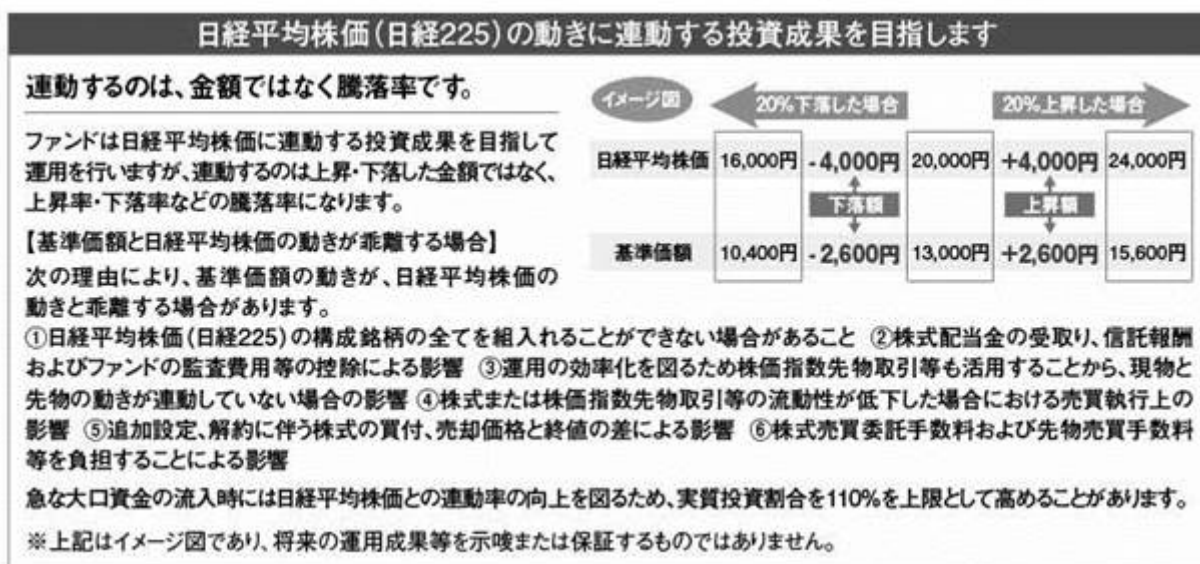 日経平均株価(日経225)の動きに連動する投資成果を目指します
連動するのは、金額ではなく騰落率です。
ファンドは日経平均株価に連動する投資成果を目指して
運用を行いますが、連動するのは上昇・下落した金額ではなく、
上昇率・下落率などの騰落率になります。
【基準価額と日経平均株価の動きが乖離する場合】
次の理由により、基準価額の動きが、日経平均株価の
動きと乖離する場合があります。
イメージ図 20%下落した場合 20%上昇した場合
日経平均株価 16,000円 -4,000円 20,000円 +4,000円 24,000円
下落額 上昇額
基準価額 10,400円 -2,600円 13,000円 +2,600円 15,600円
①日経平均株価(日経225)の構成銘柄の全てを組入れることができない場合があること ②株式配当金の受取り、信託報酬
およびファンドの監査費用等の控除による影響 ③運用の効率化を図るため株価指数先物取引等も活用することから、現物と
先物の動きが連動していない場合の影響 ④株式または株価指数先物取引等の流動性が低下した場合における売買執行上の
影響 ⑤追加設定、解約に伴う株式の買付、売却価格と終値の差による影響 ⑥株式売買委託手数料および先物売買手数料
等を負担することによる影響
急な大口資金の流入時には日経平均株価との連動率の向上を図るため、実質投資割合を110%を上限として高めることがあります。
※上記はイメージ図であり、将来の運用成果等を示唆または保証するものではありません。